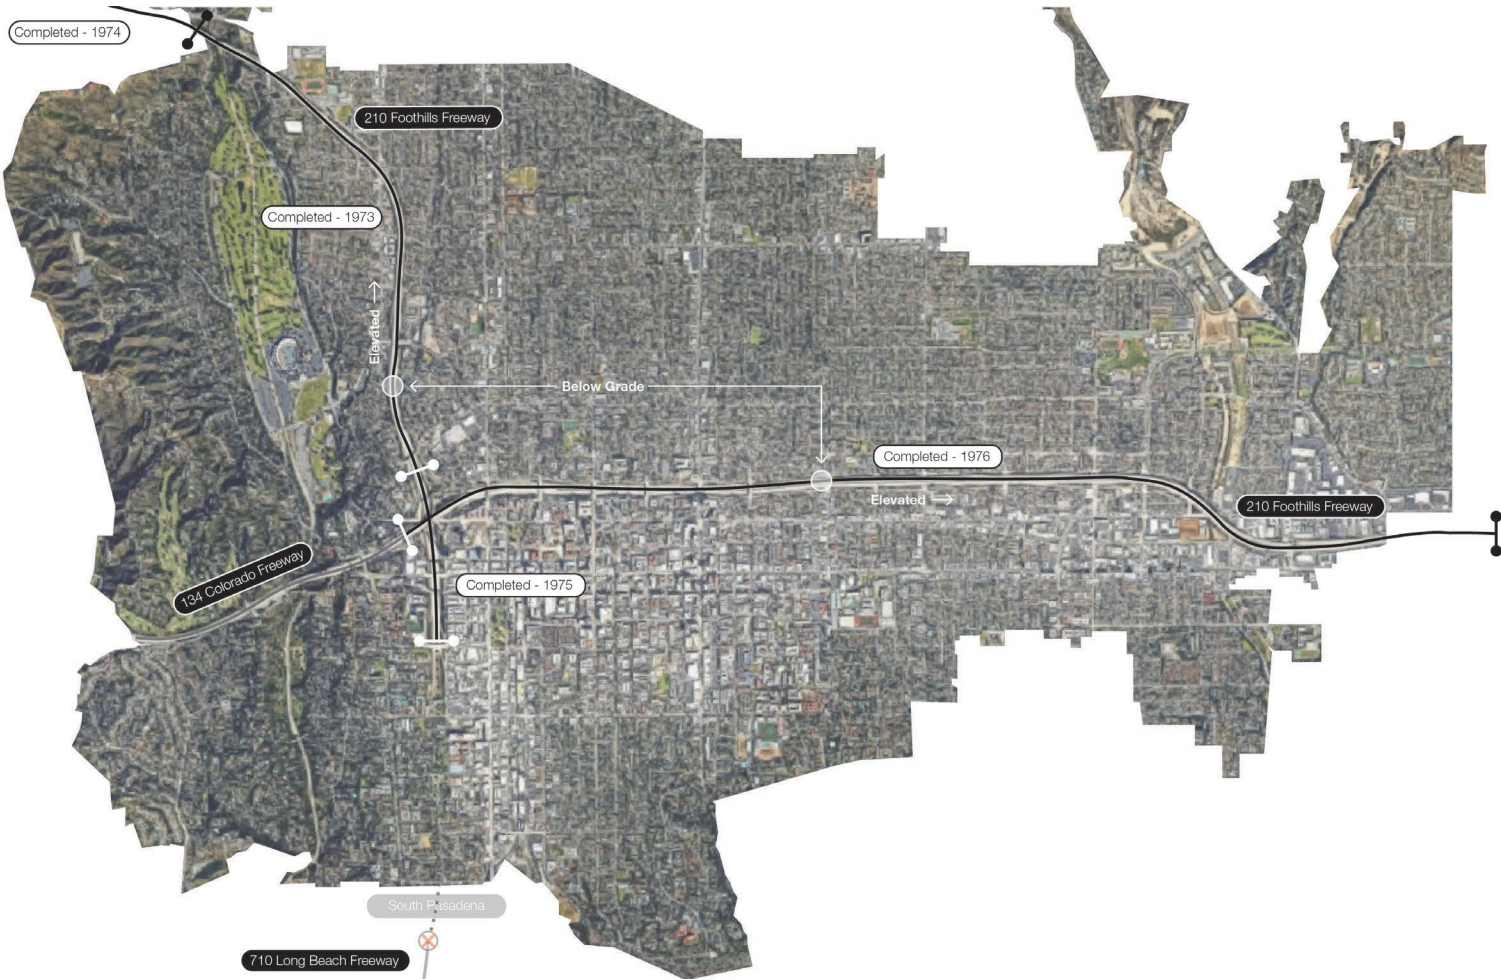 Completed - 1974
210 Foothills Freeway
Completed - 1973
Elevated
Below Grade
Completed - 1976
Elevated
210 Foothills Freeway
134 Colorado Freeway
Completed - 1975
South Pasadena
710 Long Beach Freeway